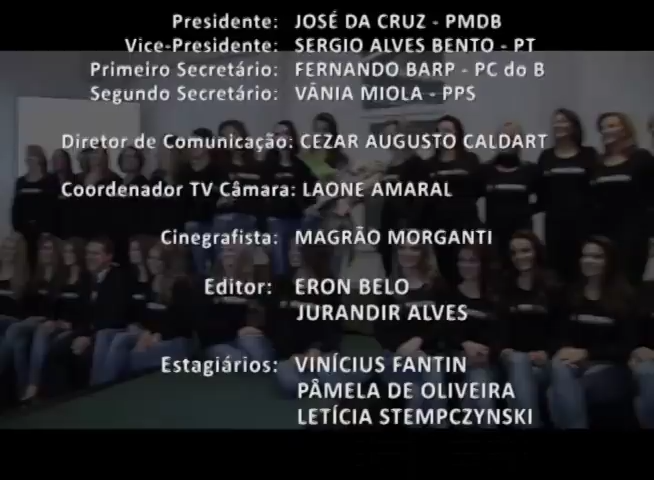 Presidente: JOSÉ DA CRUZ - PMDB
Vice-Presidente: SERGIO ALVES BENTO - PT
Primeiro Secretário: FERNANDO BARP - PC do B
Segundo Secretário: VÂNIA MIOLA - PPS
Diretor de Comunicação: CEZAR AUGUSTO CALDART
Coordenador TV Câmara: LAONE AMARAL
Cinegrafista: MAGRÃO MORGANTI
Editor: ERON BELO
JURANDIR ALVES
Estagiários: VINÍCIUS FANTIN
PÂMELA DE OLIVEIRA
LETÍCIA STEMPCZYNSKI